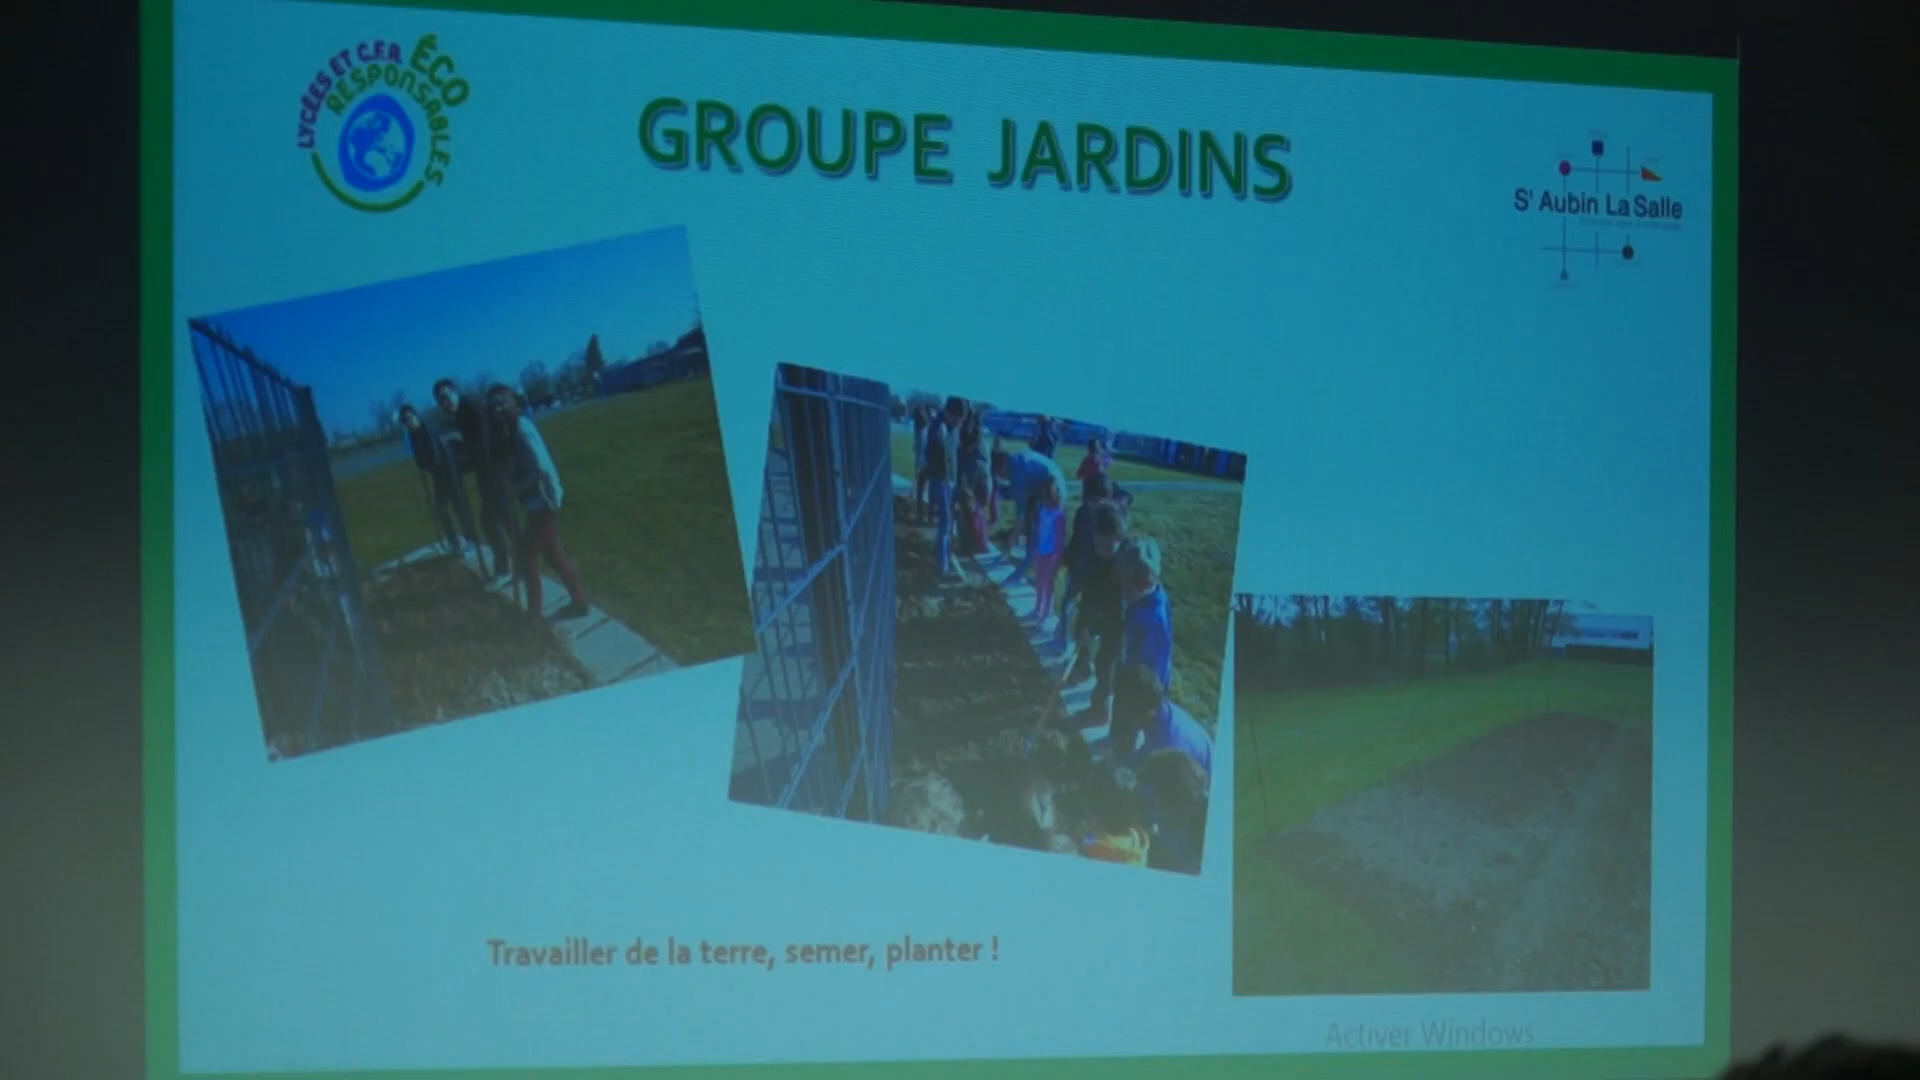 LYCÉES ET C.F.A. ÉCO
RESPONSABLES
GROUPE JARDINS
St Aubin La Salle
Travailler de la terre, semer, planter !
Activer Windows